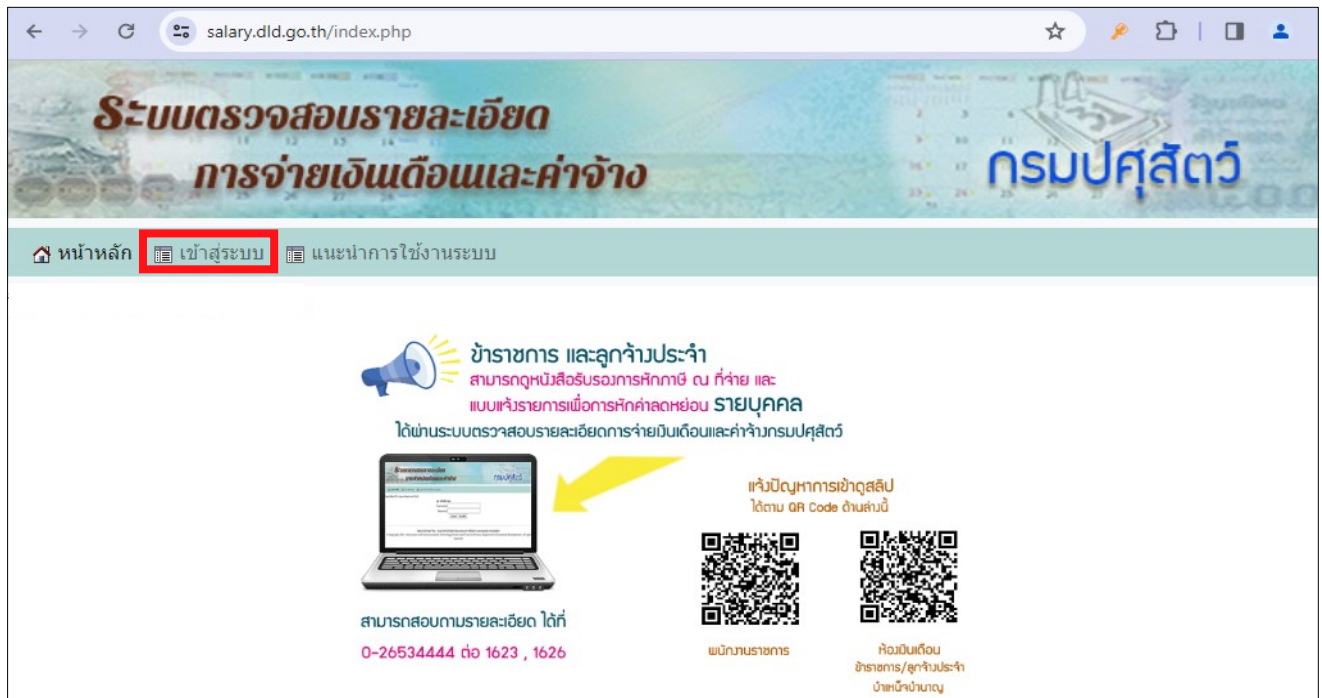 salary.dld.go.th/index.php
ระบบตรวจสอบรายละเอียด
การจ่ายเงินเดือนและค่าจ้าง
กรมปศุสัตว์
หน้าหลัก เข้าสู่ระบบ แนะนำการใช้งานระบบ
ข้าราชการ และลูกจ้างประจำ
สามารถดูหนังสือรับรองการหักภาษี ณ ที่จ่าย และ
แบบแจ้งรายการเพื่อการหักค่าลดหย่อน รายบุคคล
ได้ผ่านระบบตรวจสอบรายละเอียดการจ่ายเงินเดือนและค่าจ้างกรมปศุสัตว์
แจ้งปัญหาการเข้าดูสลิป
ได้ตาม QR Code ด้านล่างนี้
สามารถสอบถามรายละเอียด ได้ที่
0-26534444 ต่อ 1623 , 1626
พนักงานราชการ
ห้องเงินเดือน
ข้าราชการ/ลูกจ้างประจำ
บำเหน็จบำนาญ